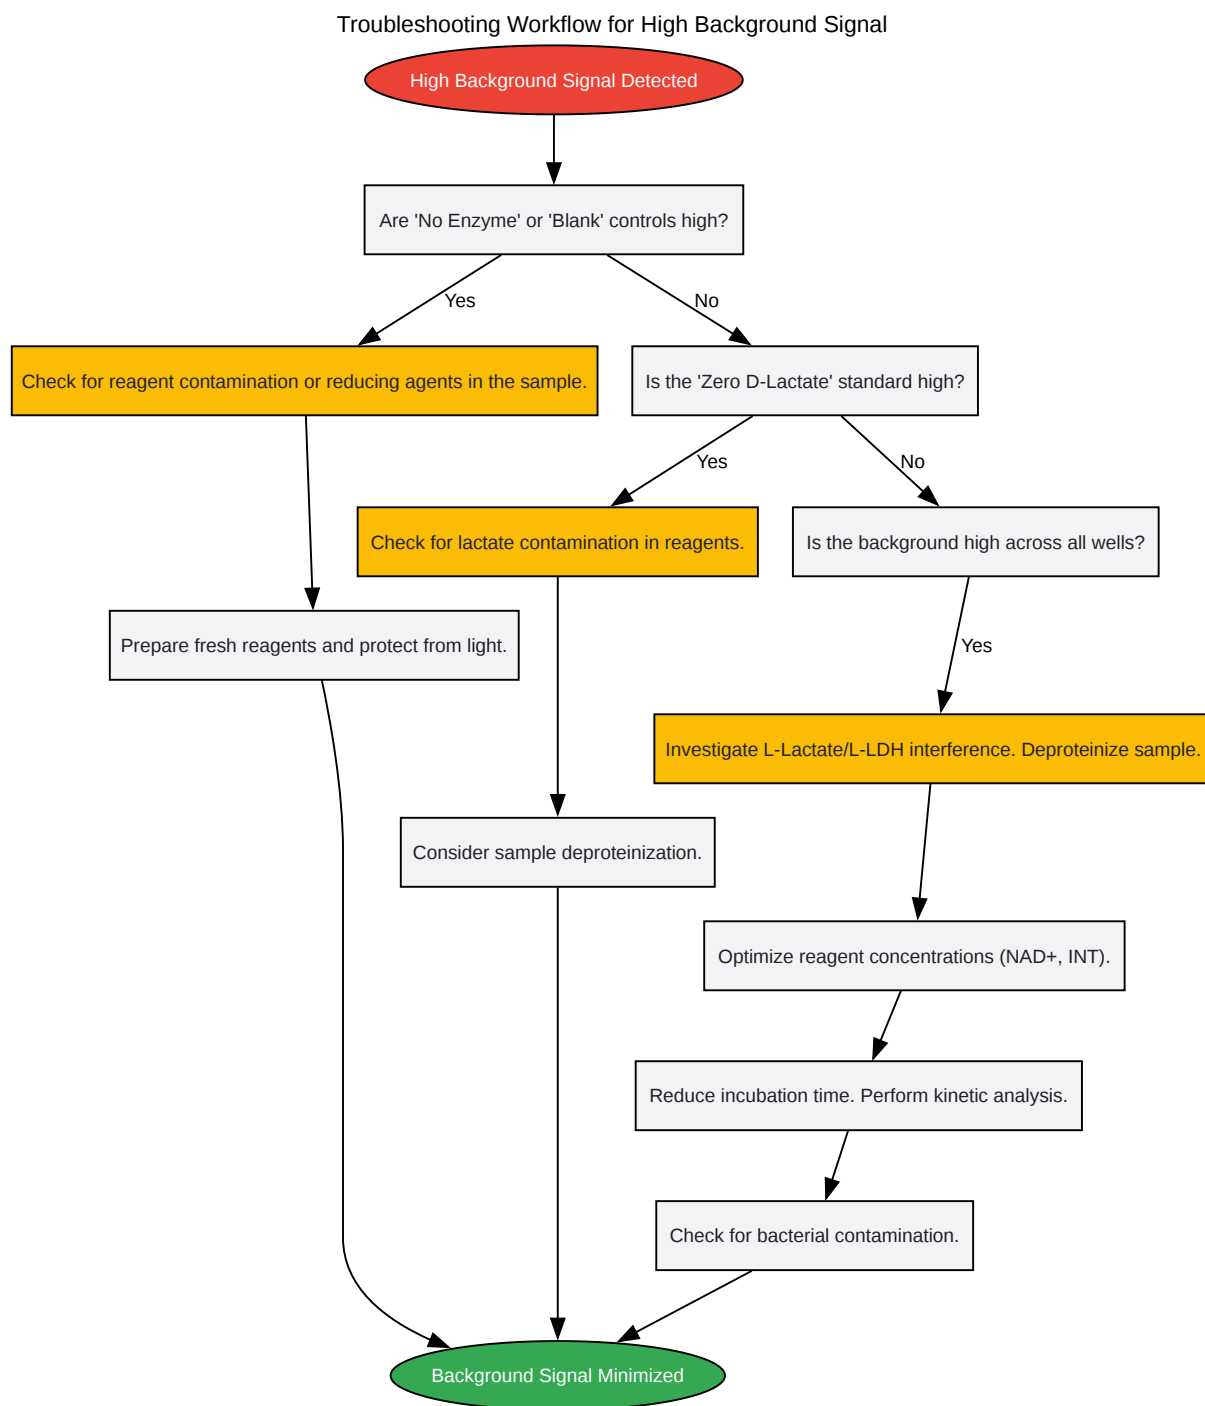 Troubleshooting Workflow for High Background Signal
High Background Signal Detected
Are 'No Enzyme' or 'Blank' controls high?
Yes
No
Check for reagent contamination or reducing agents in the sample.
Is the 'Zero D-Lactate' standard high?
Yes
No
Check for lactate contamination in reagents.
Is the background high across all wells?
Prepare fresh reagents and protect from light.
Yes
Investigate L-Lactate/L-LDH interference. Deproteinize sample.
Consider sample deproteinization.
Optimize reagent concentrations (NAD+, INT).
Reduce incubation time. Perform kinetic analysis.
Check for bacterial contamination.
Background Signal Minimized